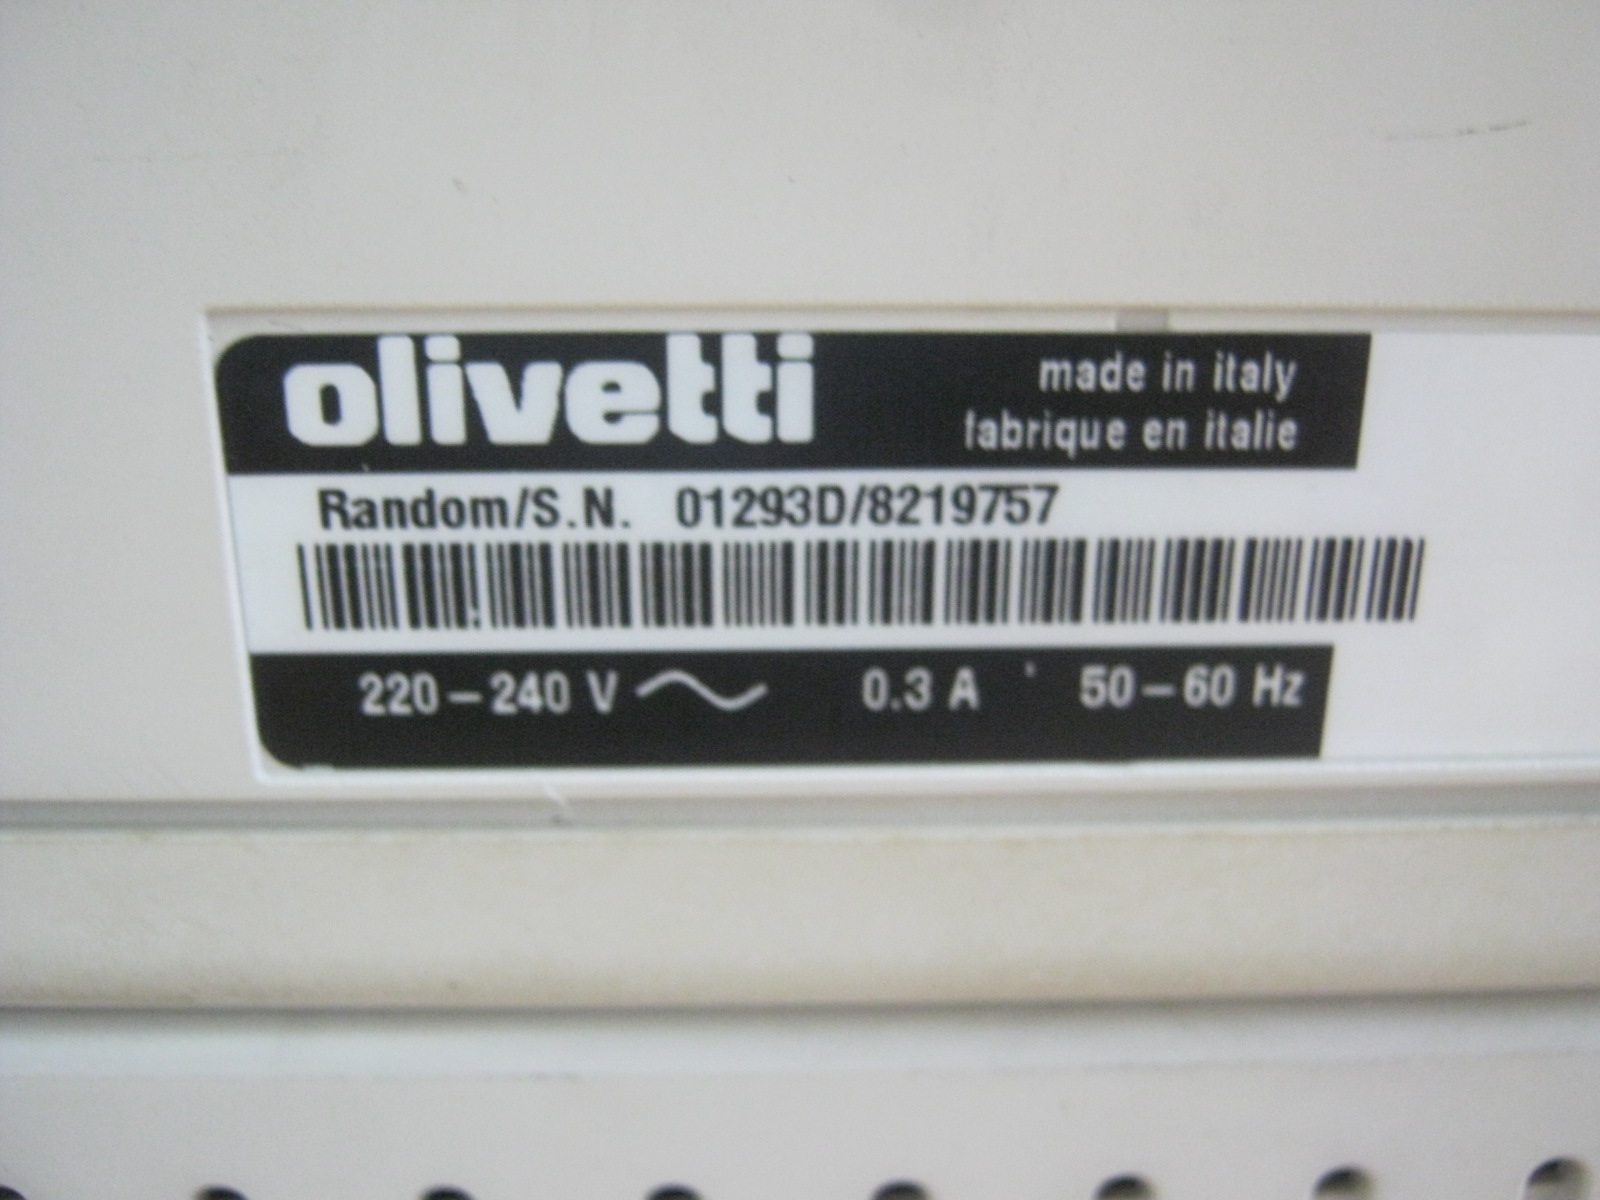 olivetti
made in italy
fabrique en italie
Random/S.N. 01293D/8219757
220-240 V 0.3 A 50-60 Hz